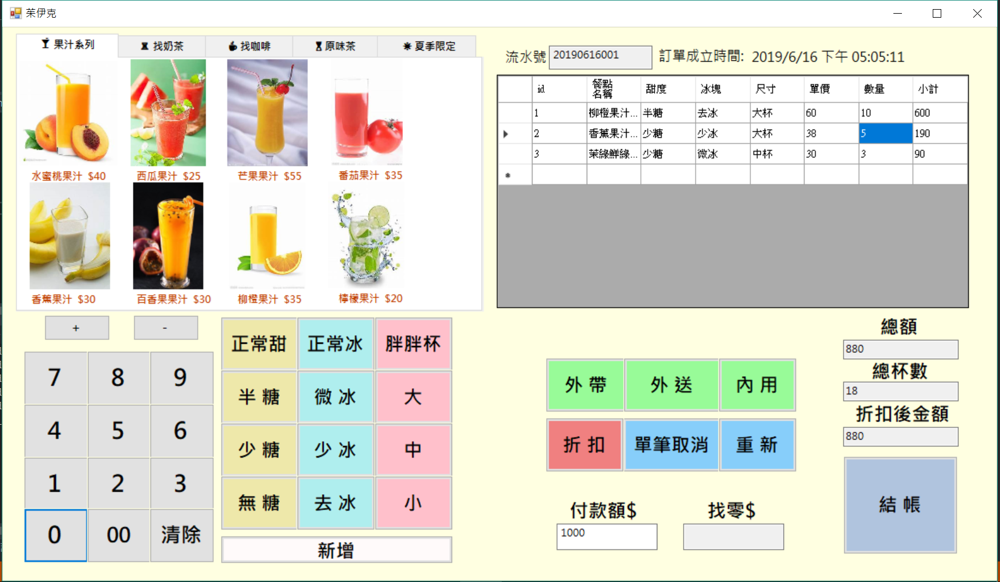 茱伊克
果汁系列 找奶茶 找咖啡 原味茶 夏季限定
水蜜桃果汁 $40 西瓜果汁 $25 芒果果汁 $55 番茄果汁 $35
香蕉果汁 $30 百香果果汁 $30 柳橙果汁 $35 檸檬果汁 $20
+ -
7 8 9
4 5 6
1 2 3
0 00 清除
正常甜 正常冰 胖胖杯
半 糖 微 冰 大
少 糖 少 冰 中
無 糖 去 冰 小
新增
流水號 20190616001 訂單成立時間: 2019/6/16 下午 05:05:11
id 餐點名稱 甜度 冰塊 尺寸 單價 數量 小計
1 柳橙果汁... 半糖 去冰 大杯 60 10 600
2 香蕉果汁... 少糖 少冰 大杯 38 5 190
3 茉綠鮮綠... 少糖 微冰 中杯 30 3 90
外 帶 外 送 內 用
折 扣 單筆取消 重 新
付款額$ 找零$
1000
總額
880
總杯數
18
折扣後金額
880
結 帳